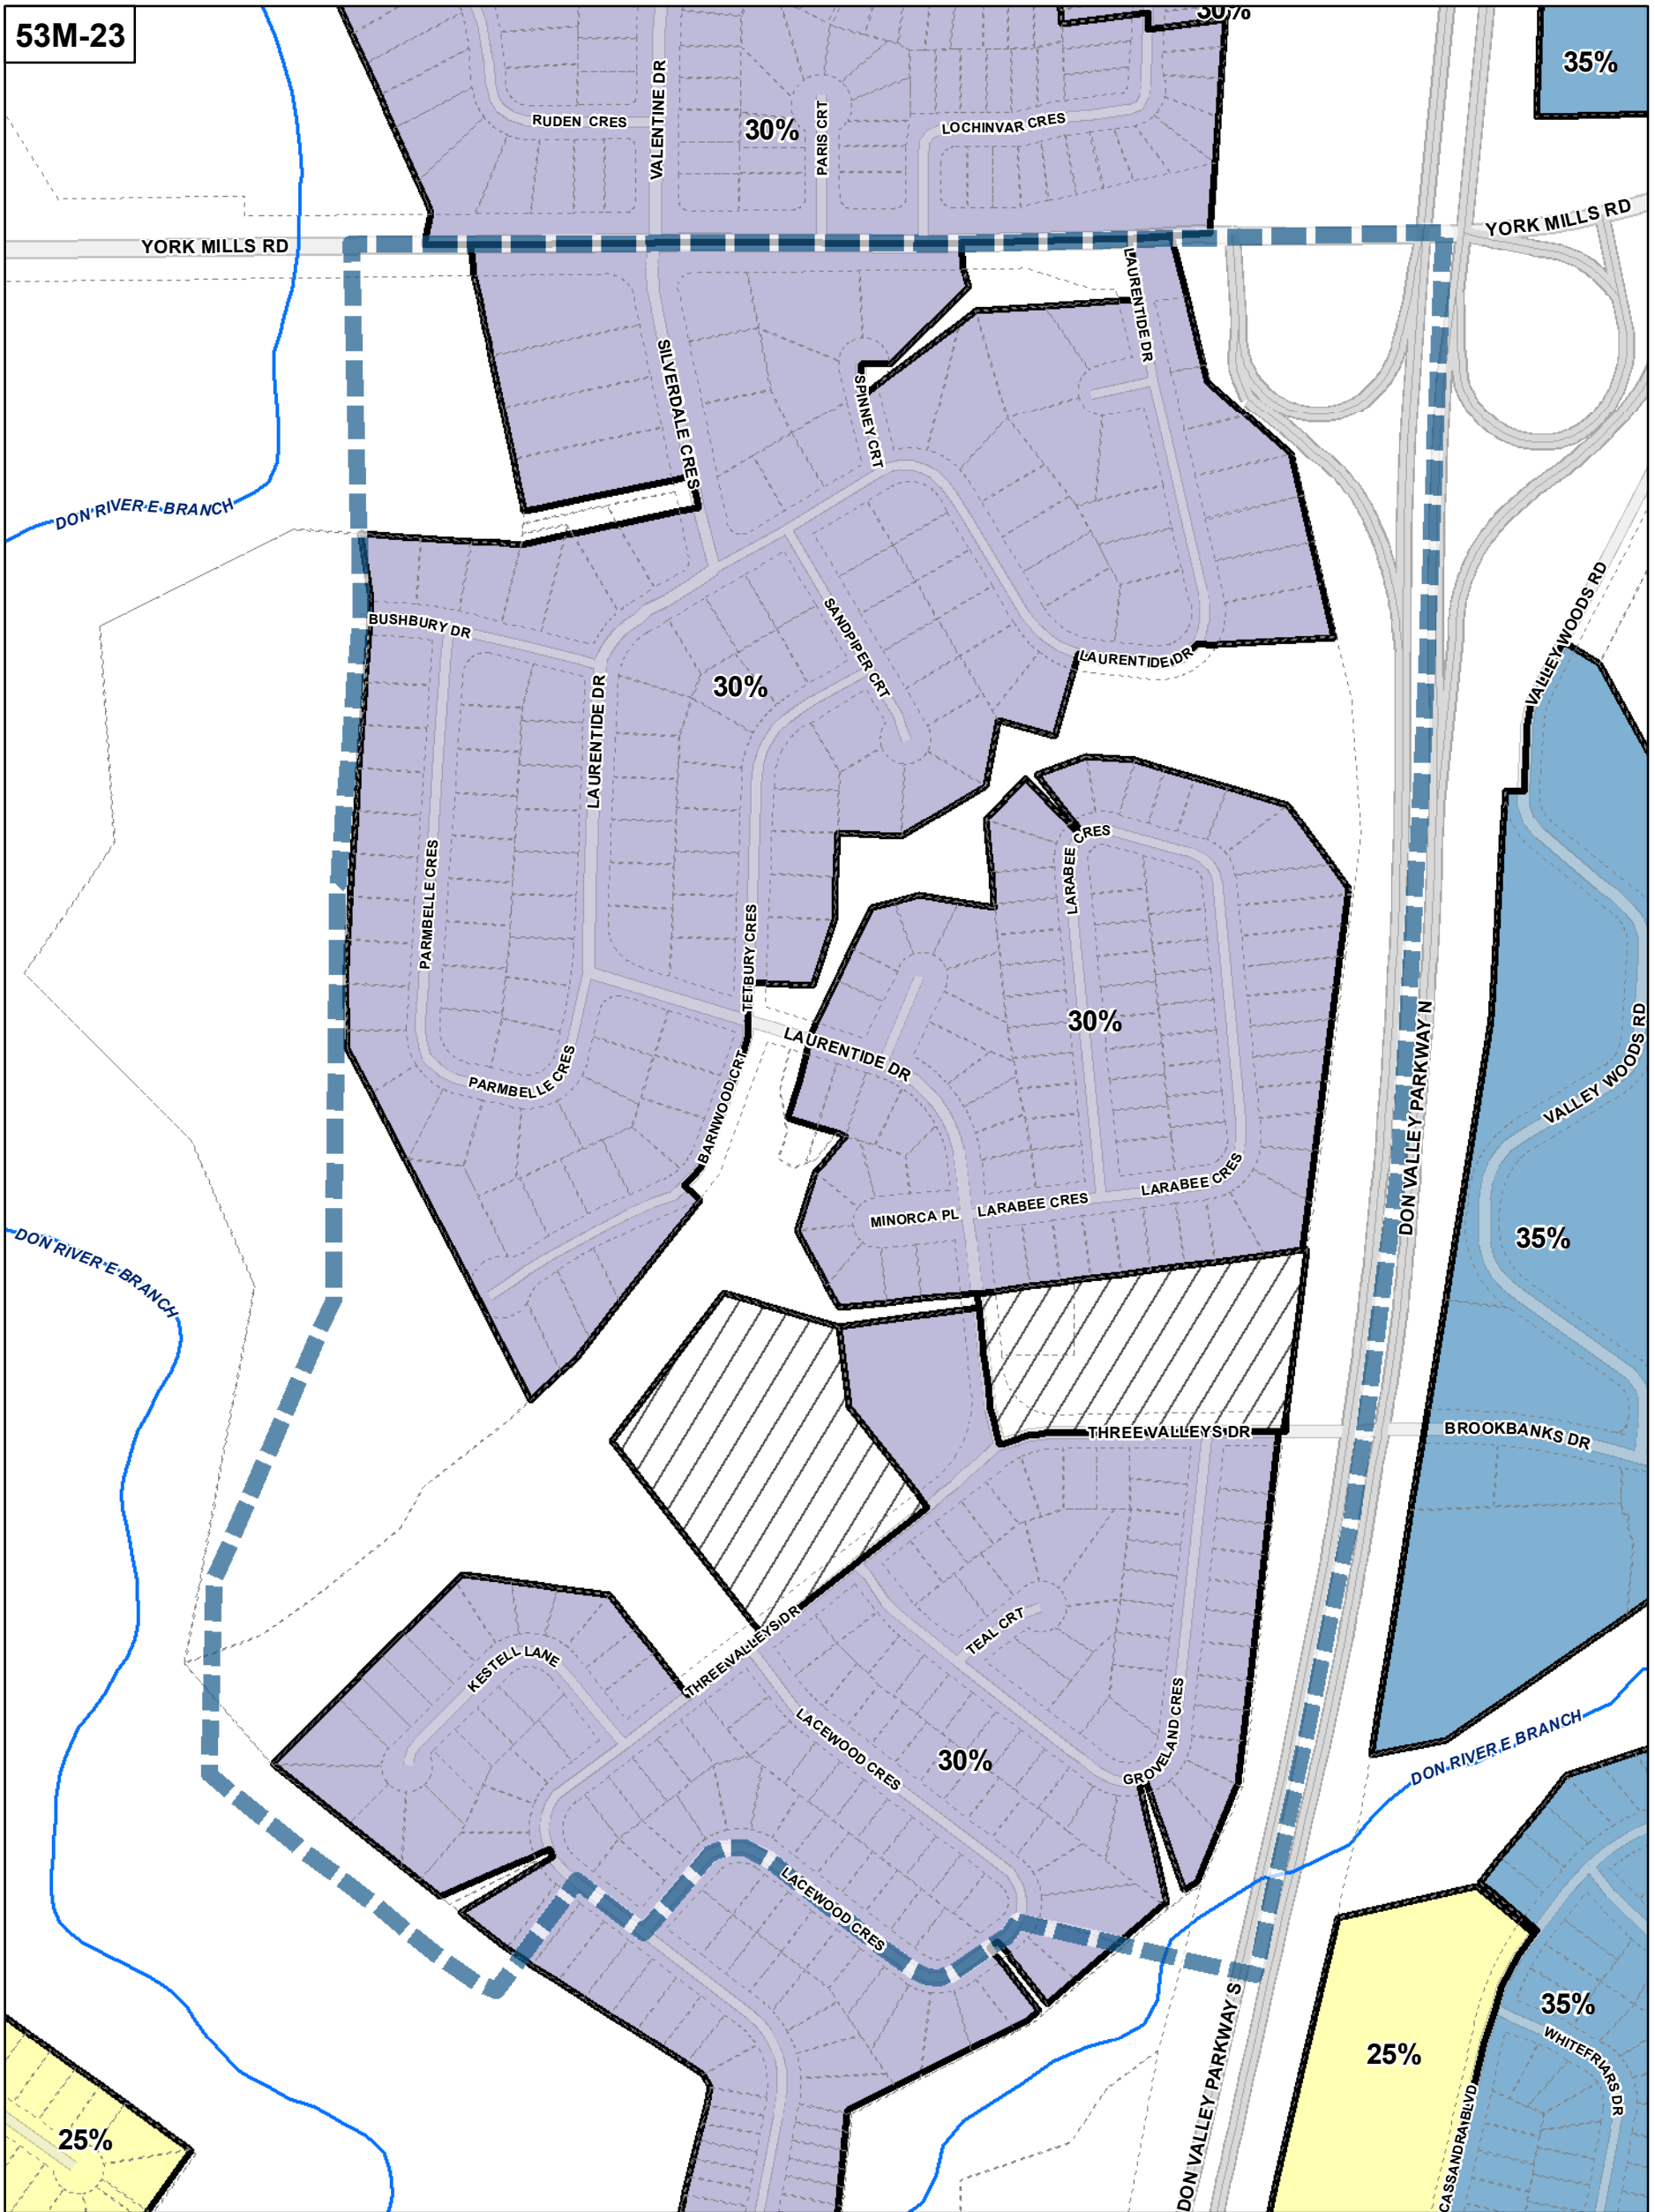 53M-23
30%
35%
VALENTINE DR
RUDEN CRES
30%
PARIS CRT
LOCHINVAR CRES
YORK MILLS RD
YORK MILLS RD
LAURENTIDE DR
SILVERDALE CRES
SPINNEY CRT
DON RIVER E BRANCH
VALLEY WOODS RD
BUSHBURY DR
SANDPIPER CRT
LAURENTIDE DR
30%
LAURENTIDE DR
LARABEE CRES
PARMBELLE CRES
TETBURY CRES
30%
LAURENTIDE DR
DON VALLEY PARKWAY N
VALLEY WOODS RD
PARMBELLE CRES
BARNWOOD CRT
LARABEE CRES
MINORCA PL
LARABEE CRES
35%
DON RIVER E BRANCH
THREE VALLEYS DR
BROOKBANKS DR
TEAL CRT
THREE VALLEYS DR
KESTELL LANE
LACEWOOD CRES
GROVELAND CRES
30%
DON RIVER E BRANCH
LACEWOOD CRES
35%
25%
WHITEFRIARS DR
DON VALLEY PARKWAY S
CASSANDRA BLVD
25%